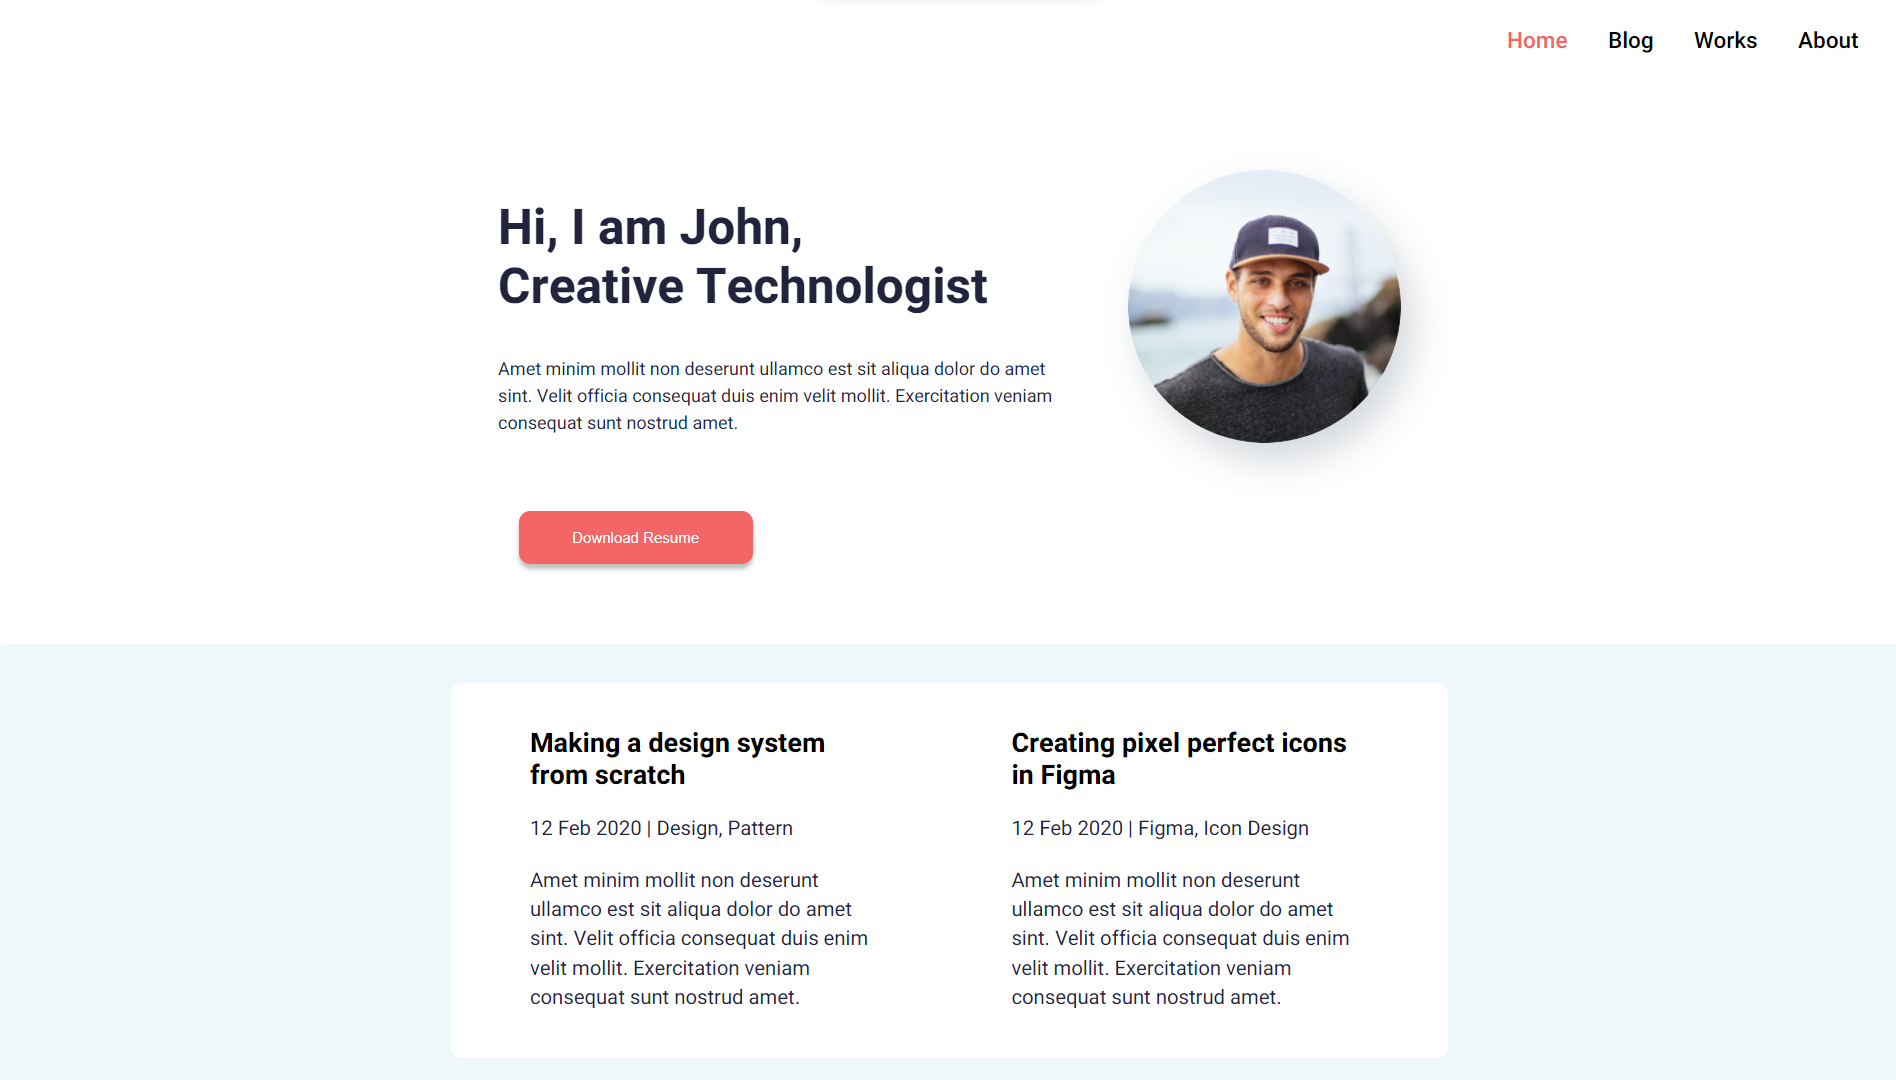 Home Blog Works About
Hi, I am John,
Creative Technologist
Amet minim mollit non deserunt ullamco est sit aliqua dolor do amet
sint. Velit officia consequat duis enim velit mollit. Exercitation veniam
consequat sunt nostrud amet.
Download Resume
Making a design system
from scratch
12 Feb 2020 | Design, Pattern
Amet minim mollit non deserunt
ullamco est sit aliqua dolor do amet
sint. Velit officia consequat duis enim
velit mollit. Exercitation veniam
consequat sunt nostrud amet.
Creating pixel perfect icons
in Figma
12 Feb 2020 | Figma, Icon Design
Amet minim mollit non deserunt
ullamco est sit aliqua dolor do amet
sint. Velit officia consequat duis enim
velit mollit. Exercitation veniam
consequat sunt nostrud amet.